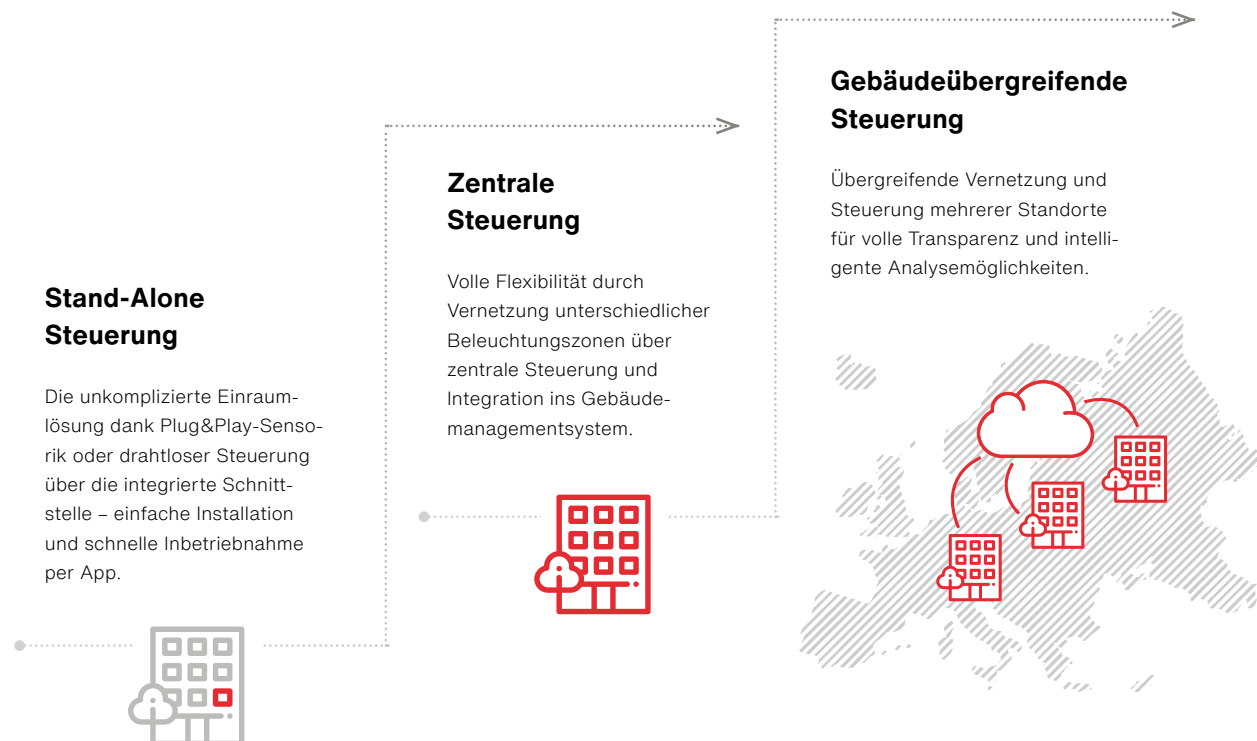 Stand-Alone
Steuerung
Die unkomplizierte Einraum-
lösung dank Plug&Play-Senso-
rik oder drahtloser Steuerung
über die integrierte Schnitt-
stelle – einfache Installation
und schnelle Inbetriebnahme
per App.
Zentrale
Steuerung
Volle Flexibilität durch
Vernetzung unterschiedlicher
Beleuchtungszonen über
zentrale Steuerung und
Integration ins Gebäude-
managementsystem.
Gebäudeübergreifende
Steuerung
Übergreifende Vernetzung und
Steuerung mehrerer Standorte
für volle Transparenz und intelli-
gente Analysemöglichkeiten.